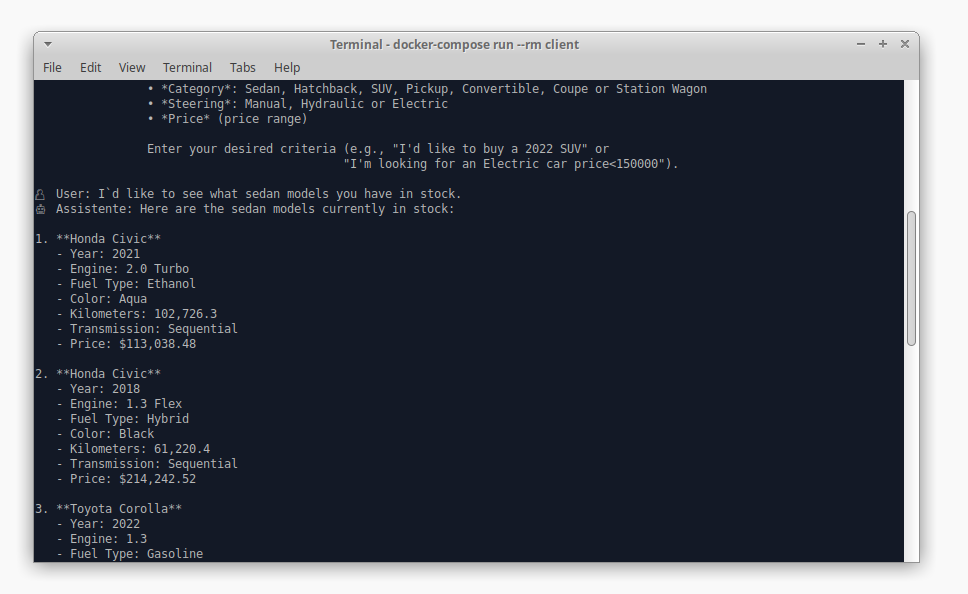 Terminal - docker-compose run --rm client
File Edit View Terminal Tabs Help
• *Category*: Sedan, Hatchback, SUV, Pickup, Convertible, Coupe or Station Wagon
• *Steering*: Manual, Hydraulic or Electric
• *Price* (price range)
Enter your desired criteria (e.g., "I'd like to buy a 2022 SUV" or
"I'm looking for an Electric car price<150000").
User: I`d like to see what sedan models you have in stock.
Assistente: Here are the sedan models currently in stock:
1. **Honda Civic**
- Year: 2021
- Engine: 2.0 Turbo
- Fuel Type: Ethanol
- Color: Aqua
- Kilometers: 102,726.3
- Transmission: Sequential
- Price: $113,038.48
2. **Honda Civic**
- Year: 2018
- Engine: 1.3 Flex
- Fuel Type: Hybrid
- Color: Black
- Kilometers: 61,220.4
- Transmission: Sequential
- Price: $214,242.52
3. **Toyota Corolla**
- Year: 2022
- Engine: 1.3
- Fuel Type: Gasoline